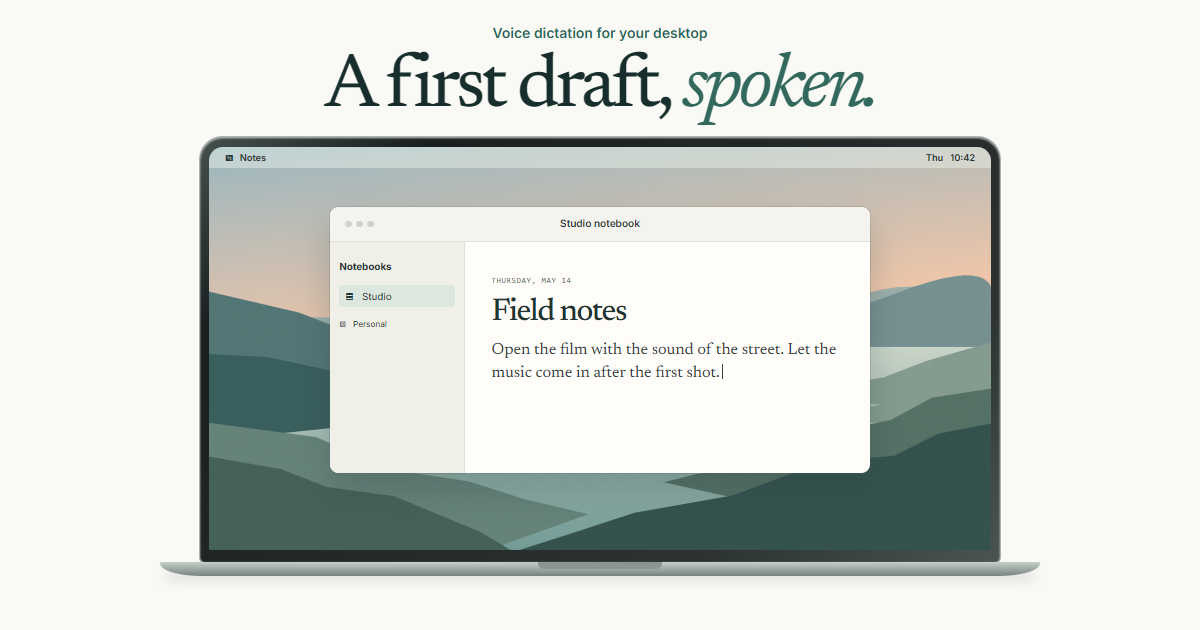 Voice dictation for your desktop
A first draft, spoken.
Notes
Thu 10:42
Studio notebook
Notebooks
Studio
Personal
THURSDAY, MAY 14
Field notes
Open the film with the sound of the street. Let the
music come in after the first shot.